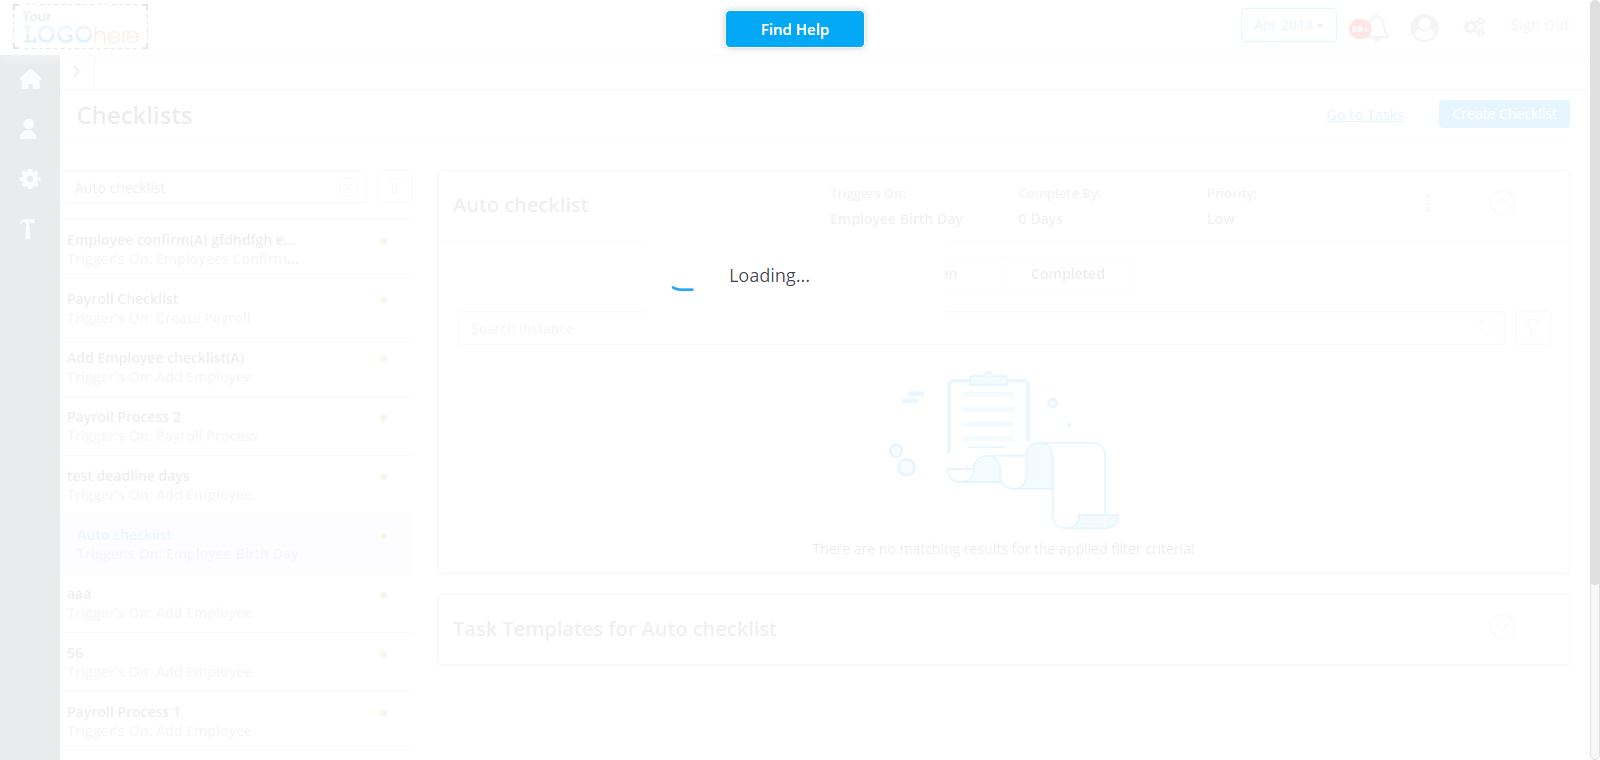 Your
LOGOhere
Find Help
Apr 2018
99+
Sign Out
Checklists
Go to Tasks
Create Checklist
Auto checklist
Employee confirm(A) gfdhdfgh e...
Trigger's On: Employees Confirm...
Payroll Checklist
Trigger's On: Create Payroll
Add Employee checklist(A)
Trigger's On: Add Employee
Payroll Process 2
Trigger's On: Payroll Process
test deadline days
Trigger's On: Add Employee
Auto checklist
Trigger's On: Employee Birth Day
aaa
Trigger's On: Add Employee
56
Trigger's On: Add Employee
Payroll Process 1
Trigger's On: Add Employee
Auto checklist
Triggers On:
Employee Birth Day
Complete By:
0 Days
Priority:
Low
Loading...
Completed
Search instance
There are no matching results for the applied filter criteria!
Task Templates for Auto checklist